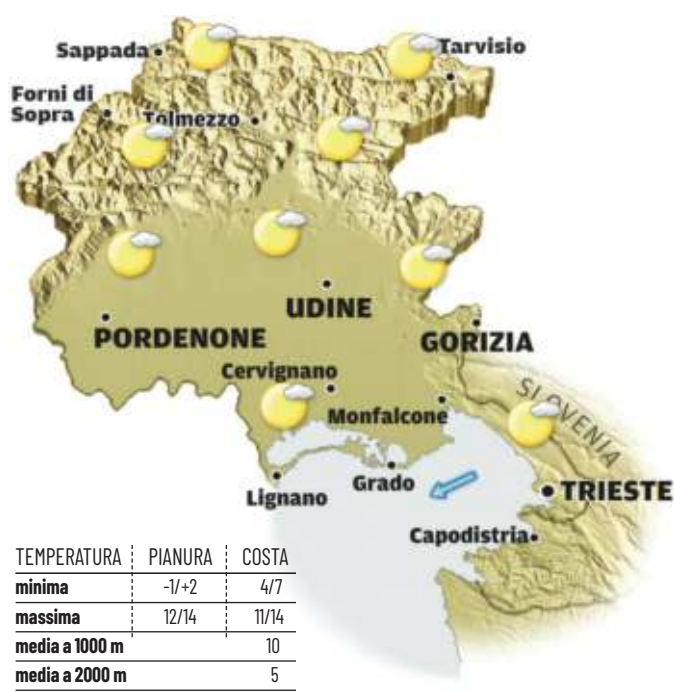 Sappada
Tarvisio
Forni di
Sopra
Tolmezzo
UDINE
PORDENONE
GORIZIA
Cervignano
Monfalcone
SLOVENIA
Lignano
Grado
TRIESTE
Capodistria
TEMPERATURA PIANURA COSTA
minima -1/+2 4/7
massima 12/14 11/14
media a 1000 m 10
media a 2000 m 5